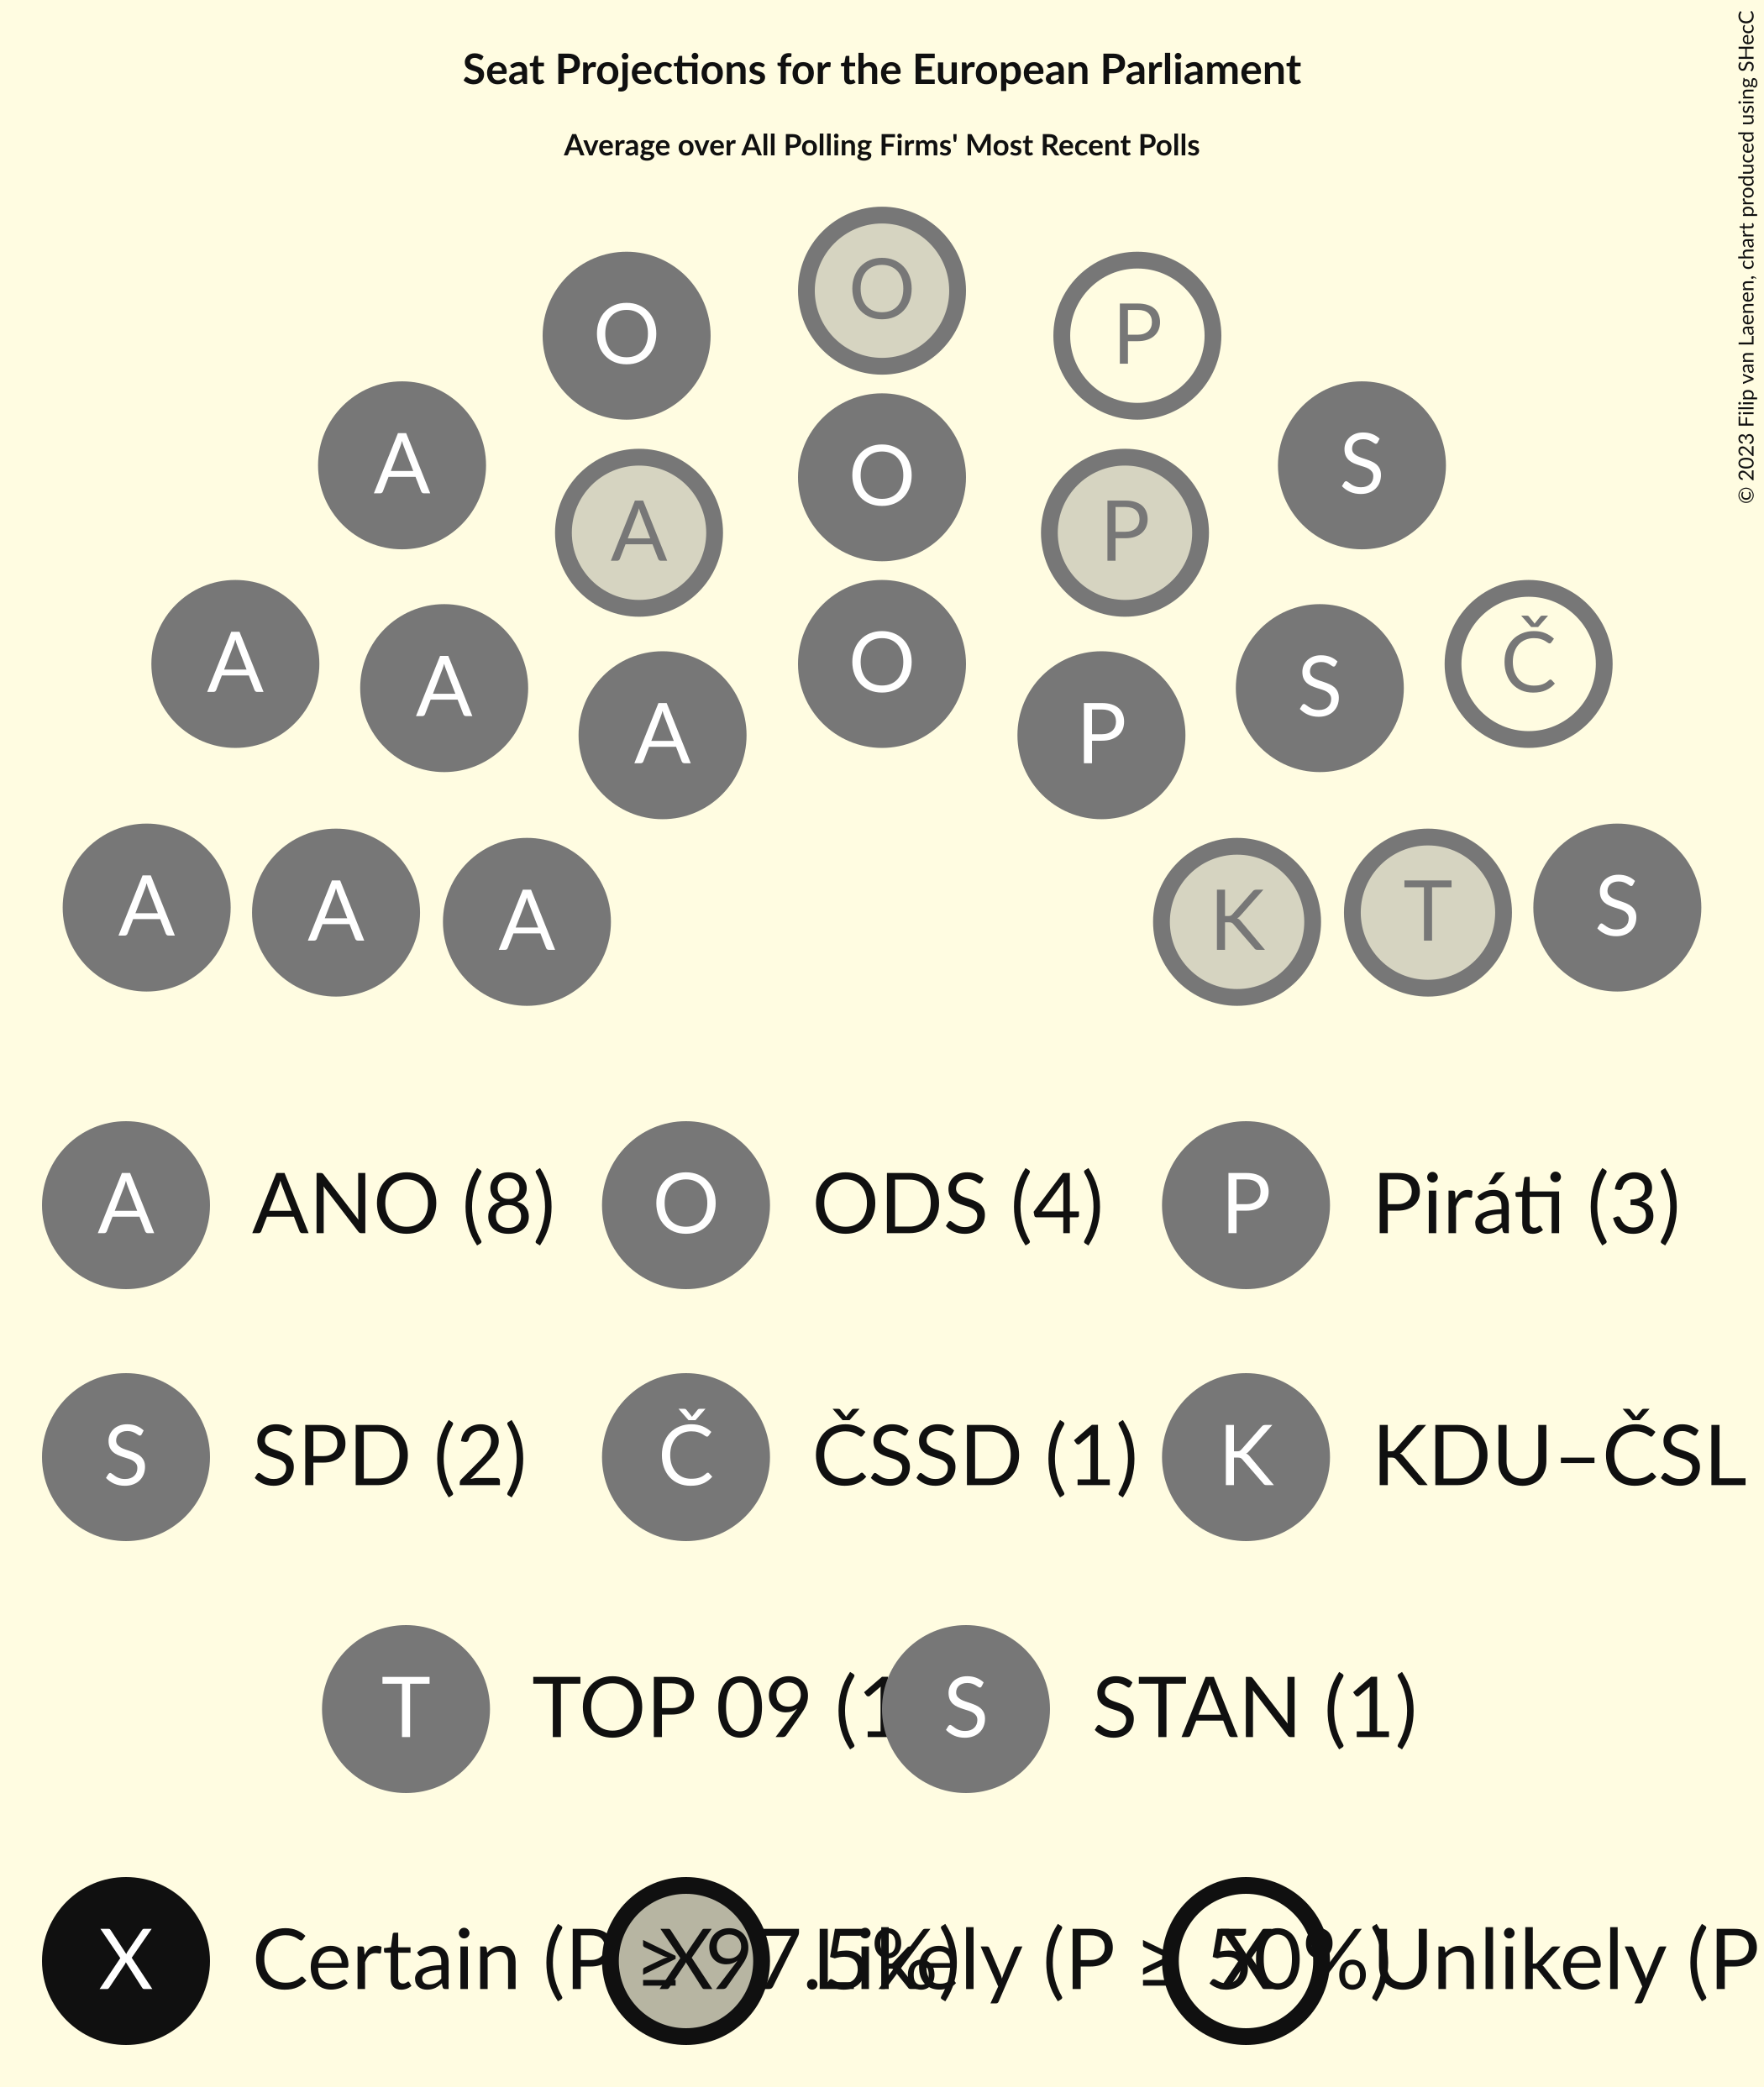 Seat Projections for the European Parliament
Average over All Polling Firms' Most Recent Polls
© 2023 Filip van Laenen, chart produced using SHecC
O
O P
A O S
A P
A O Č
A S
A P
A A A K T S
A ANO (8) O ODS (4) P Piráti (3)
S SPD (2) Č ČSSD (1) K KDU–ČSL
T TOP 09 (1 S STAN (1)
X Certain (P ≥ 97.5%) X Likely (P ≥ 50%) X Unlikely (P